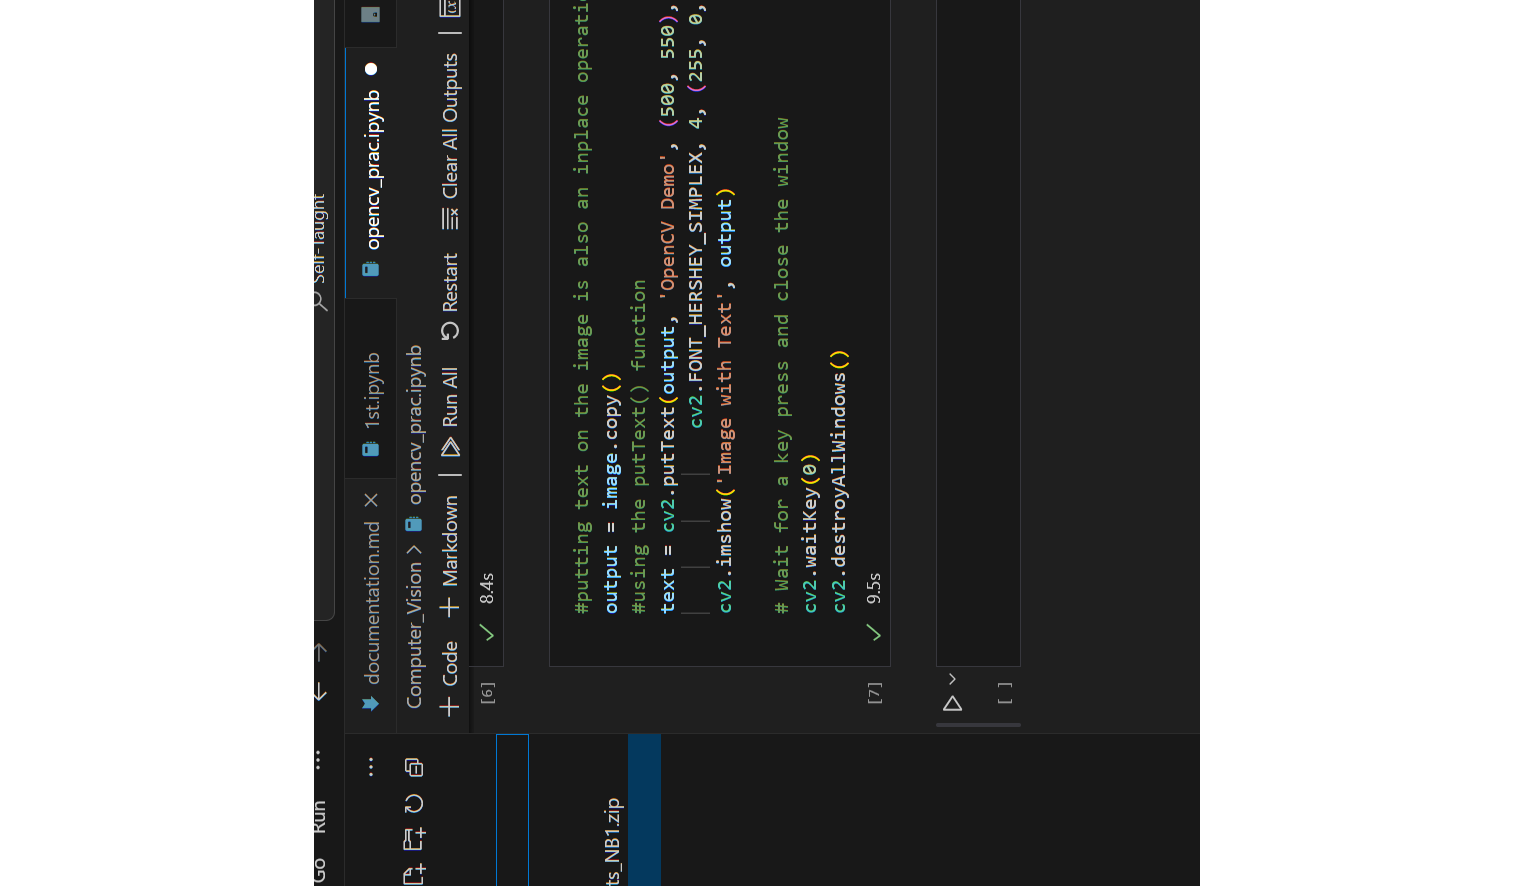 Go Run ...
Self-Taught
...
documentation.md
1st.ipynb
opencv_prac.ipynb
Computer_Vision > opencv_prac.ipynb
+ Code + Markdown | Run All Restart Clear All Outputs |
[6] 8.4s
ts_NB1.zip
#putting text on the image is also an inplace operati
output = image.copy()
#using the putText() function
text = cv2.putText(output, 'OpenCV Demo', (500, 550),
cv2.FONT_HERSHEY_SIMPLEX, 4, (255, 0,
cv2.imshow('Image with Text', output)
# Wait for a key press and close the window
cv2.waitKey(0)
cv2.destroyAllWindows()
[7] 9.5s
[ ]